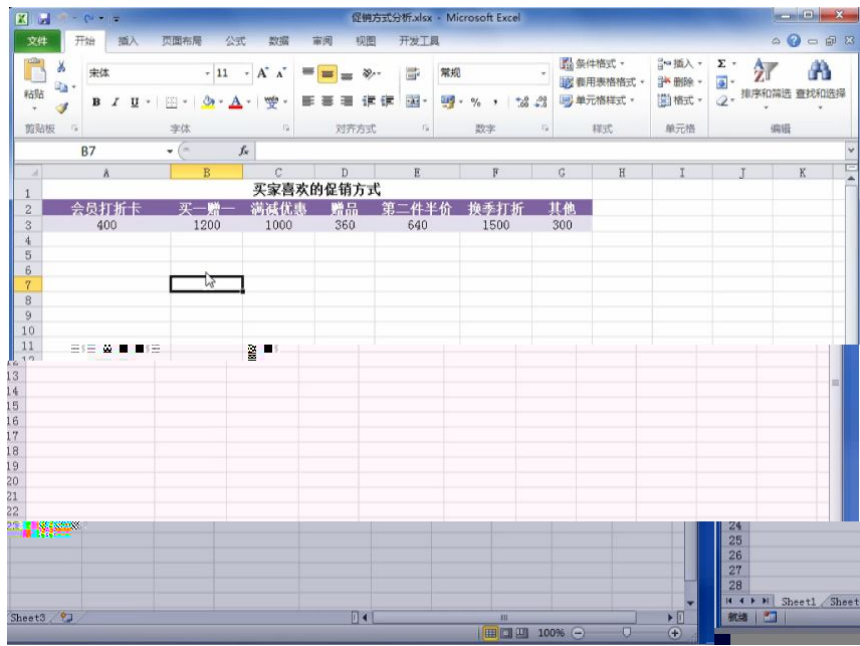 促销方式分析.xlsx - Microsoft Excel
文件 开始 插入 页面布局 公式 数据 审阅 视图 开发工具
宋体 11 常规 条件格式 插入 Σ
粘贴 套用表格格式 删除 排序和筛选 查找和选择
B I U A % 单元格样式 格式
剪贴板 字体 对齐方式 数字 样式 单元格 编辑
B7 fx
A B C D E F G H I J K
1 买家喜欢的促销方式
2 会员打折卡 买一赠一 满减优惠 赠品 第二件半价 换季打折 其他
3 400 1200 1000 360 640 1500 300
4
5
6
7
8
9
10
11
12
13
14
15
16
17
18
19
20
21
22
23
24
25
26
27
28
Sheet1 Sheet
Sheet3 就绪
100%